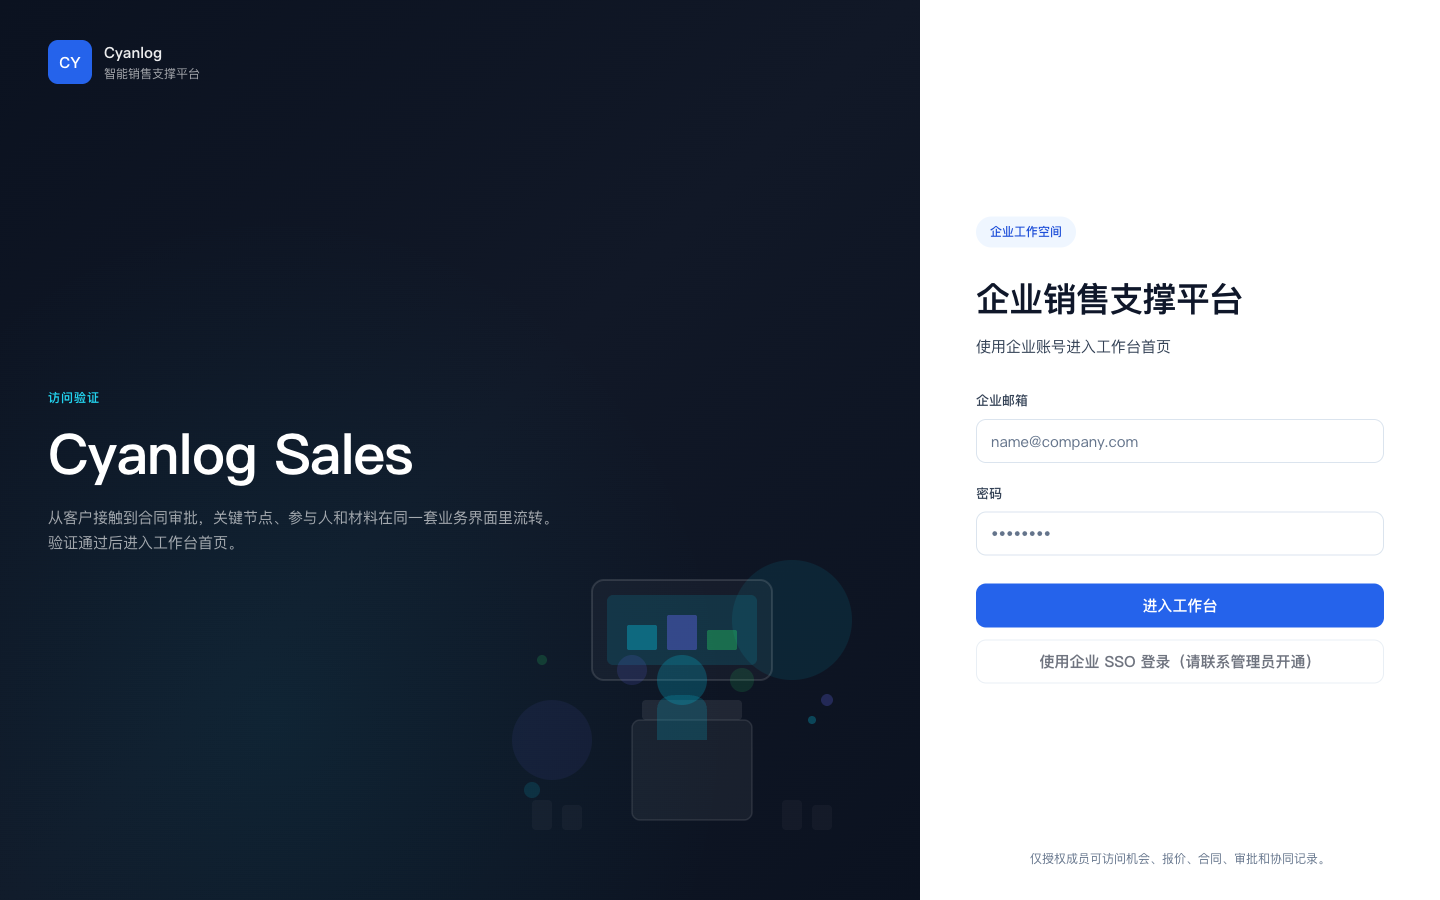 CY
Cyanlog
智能销售支撑平台
访问验证
Cyanlog Sales
从客户接触到合同审批，关键节点、参与人和材料在同一套业务界面里流转。
验证通过后进入工作台首页。
企业工作空间
企业销售支撑平台
使用企业账号进入工作台首页
企业邮箱
name@company.com
密码
••••••••
进入工作台
使用企业 SSO 登录（请联系管理员开通）
仅授权成员可访问机会、报价、合同、审批和协同记录。